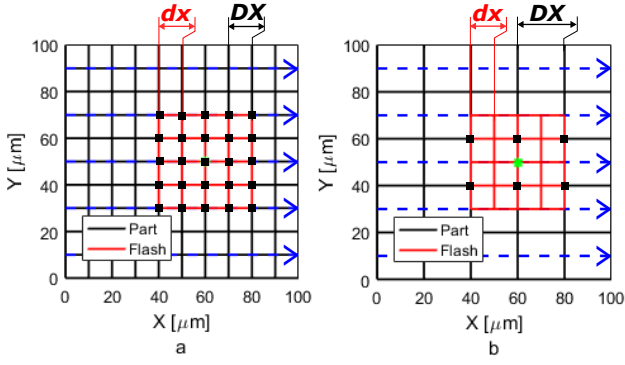 dx DX dx DX
100 100
80 80
60 60
Y [μm] Y [μm]
40 40
20 20
0 0
Part Part
Flash Flash
0 20 40 60 80 100 0 20 40 60 80 100
X [μm] X [μm]
a b